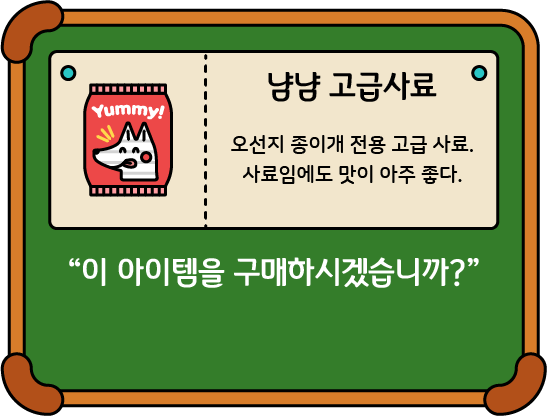 Yummy!
냠냠 고급사료
오선지 종이개 전용 고급 사료.
사료임에도 맛이 아주 좋다.
“이 아이템을 구매하시겠습니까?”